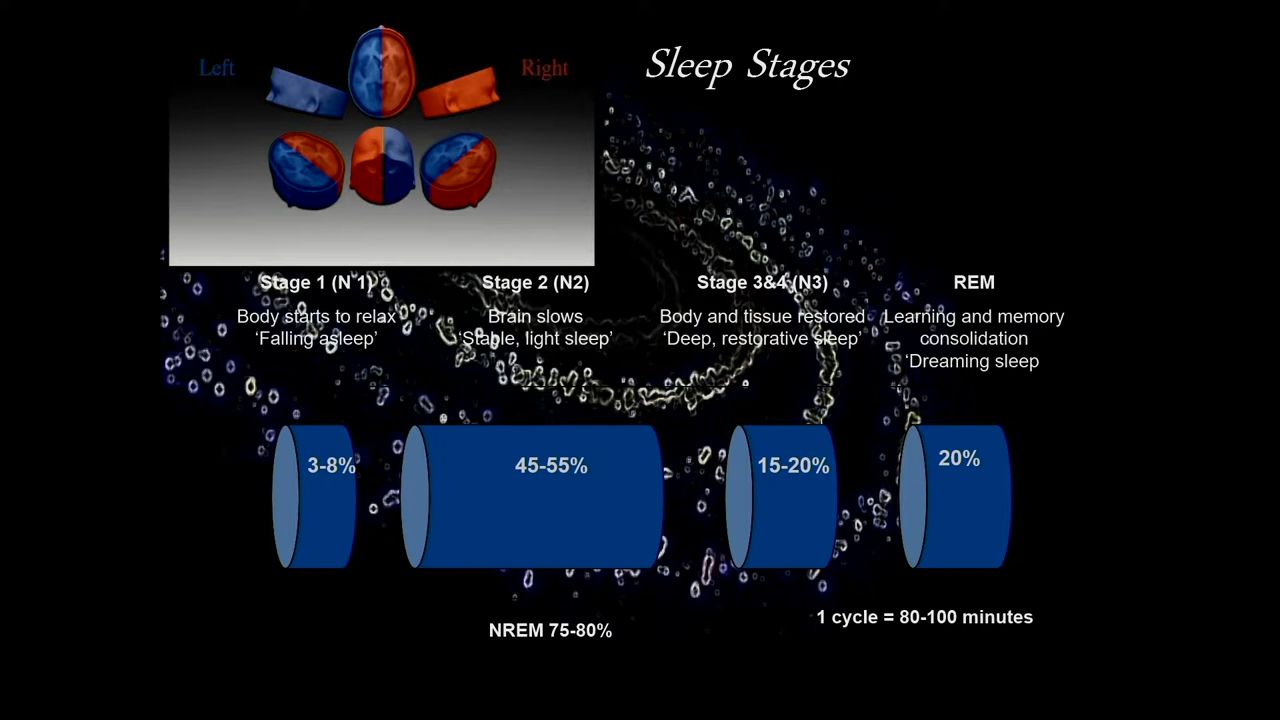 Left
Right
Sleep Stages
Stage 1 (N 1)
Body starts to relax
‘Falling asleep’
Stage 2 (N2)
Brain slows
‘Stable, light sleep’
Stage 3&4 (N3)
Body and tissue restored
‘Deep, restorative sleep’
REM
Learning and memory
consolidation
‘Dreaming sleep
3-8%
45-55%
15-20%
20%
NREM 75-80%
1 cycle = 80-100 minutes